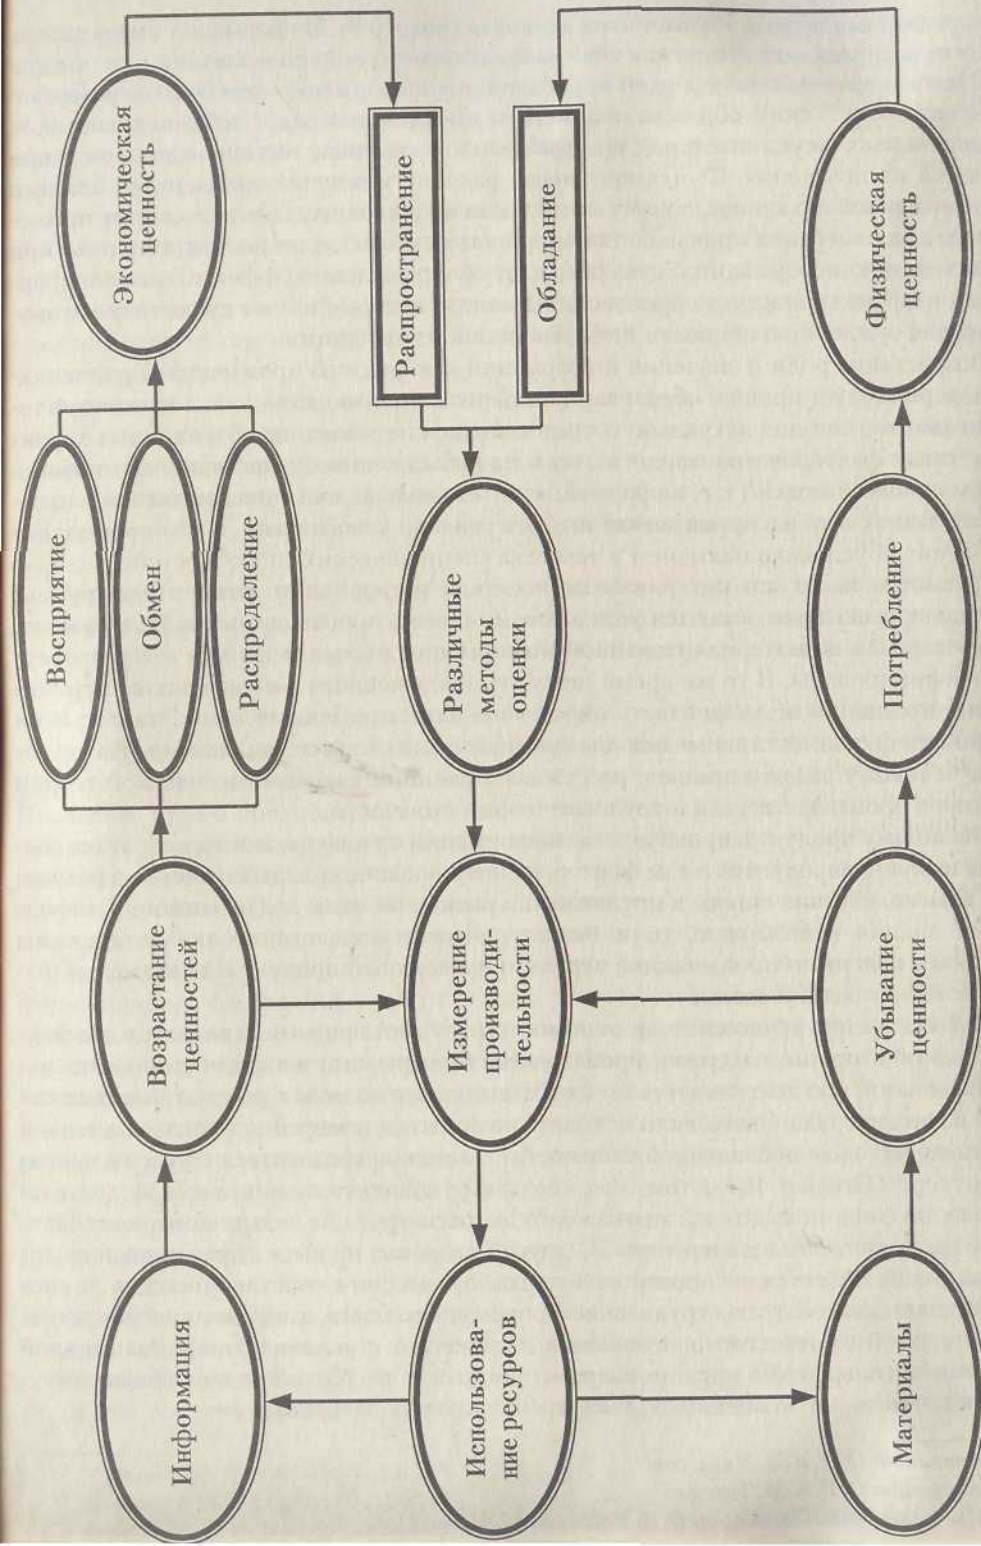 Информация
Возрастание
ценностей
Восприятие
Обмен
Распределение
Экономическая
ценность
Использова
ние ресурсов
Измерение
производи-
тельности
Различные
методы
оценки
Распространение
Обладание
Материалы
Убывание
ценности
Потребление
Физическая
ценность